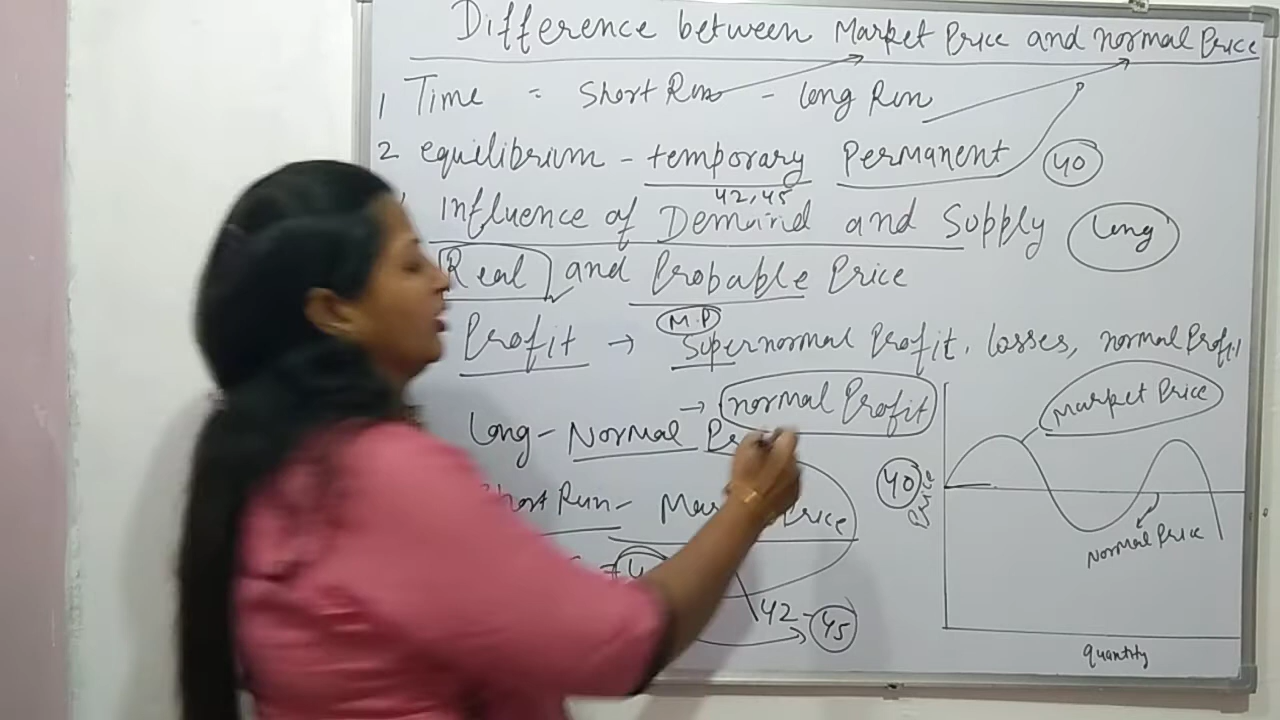 Difference between Market Price and normal Price
1 Time = Short Run - long Run
2 equilibrium - temporary Permanent 40
42, 45
influence of Demand and Supply long
Real and Probable Price
M.P
Profit → Supernormal Profit, losses, normal Profit
→ normal Profit
Market Price
long - Normal
40 Price
Short Run - Market Price
Normal Price
42 - 45
quantity